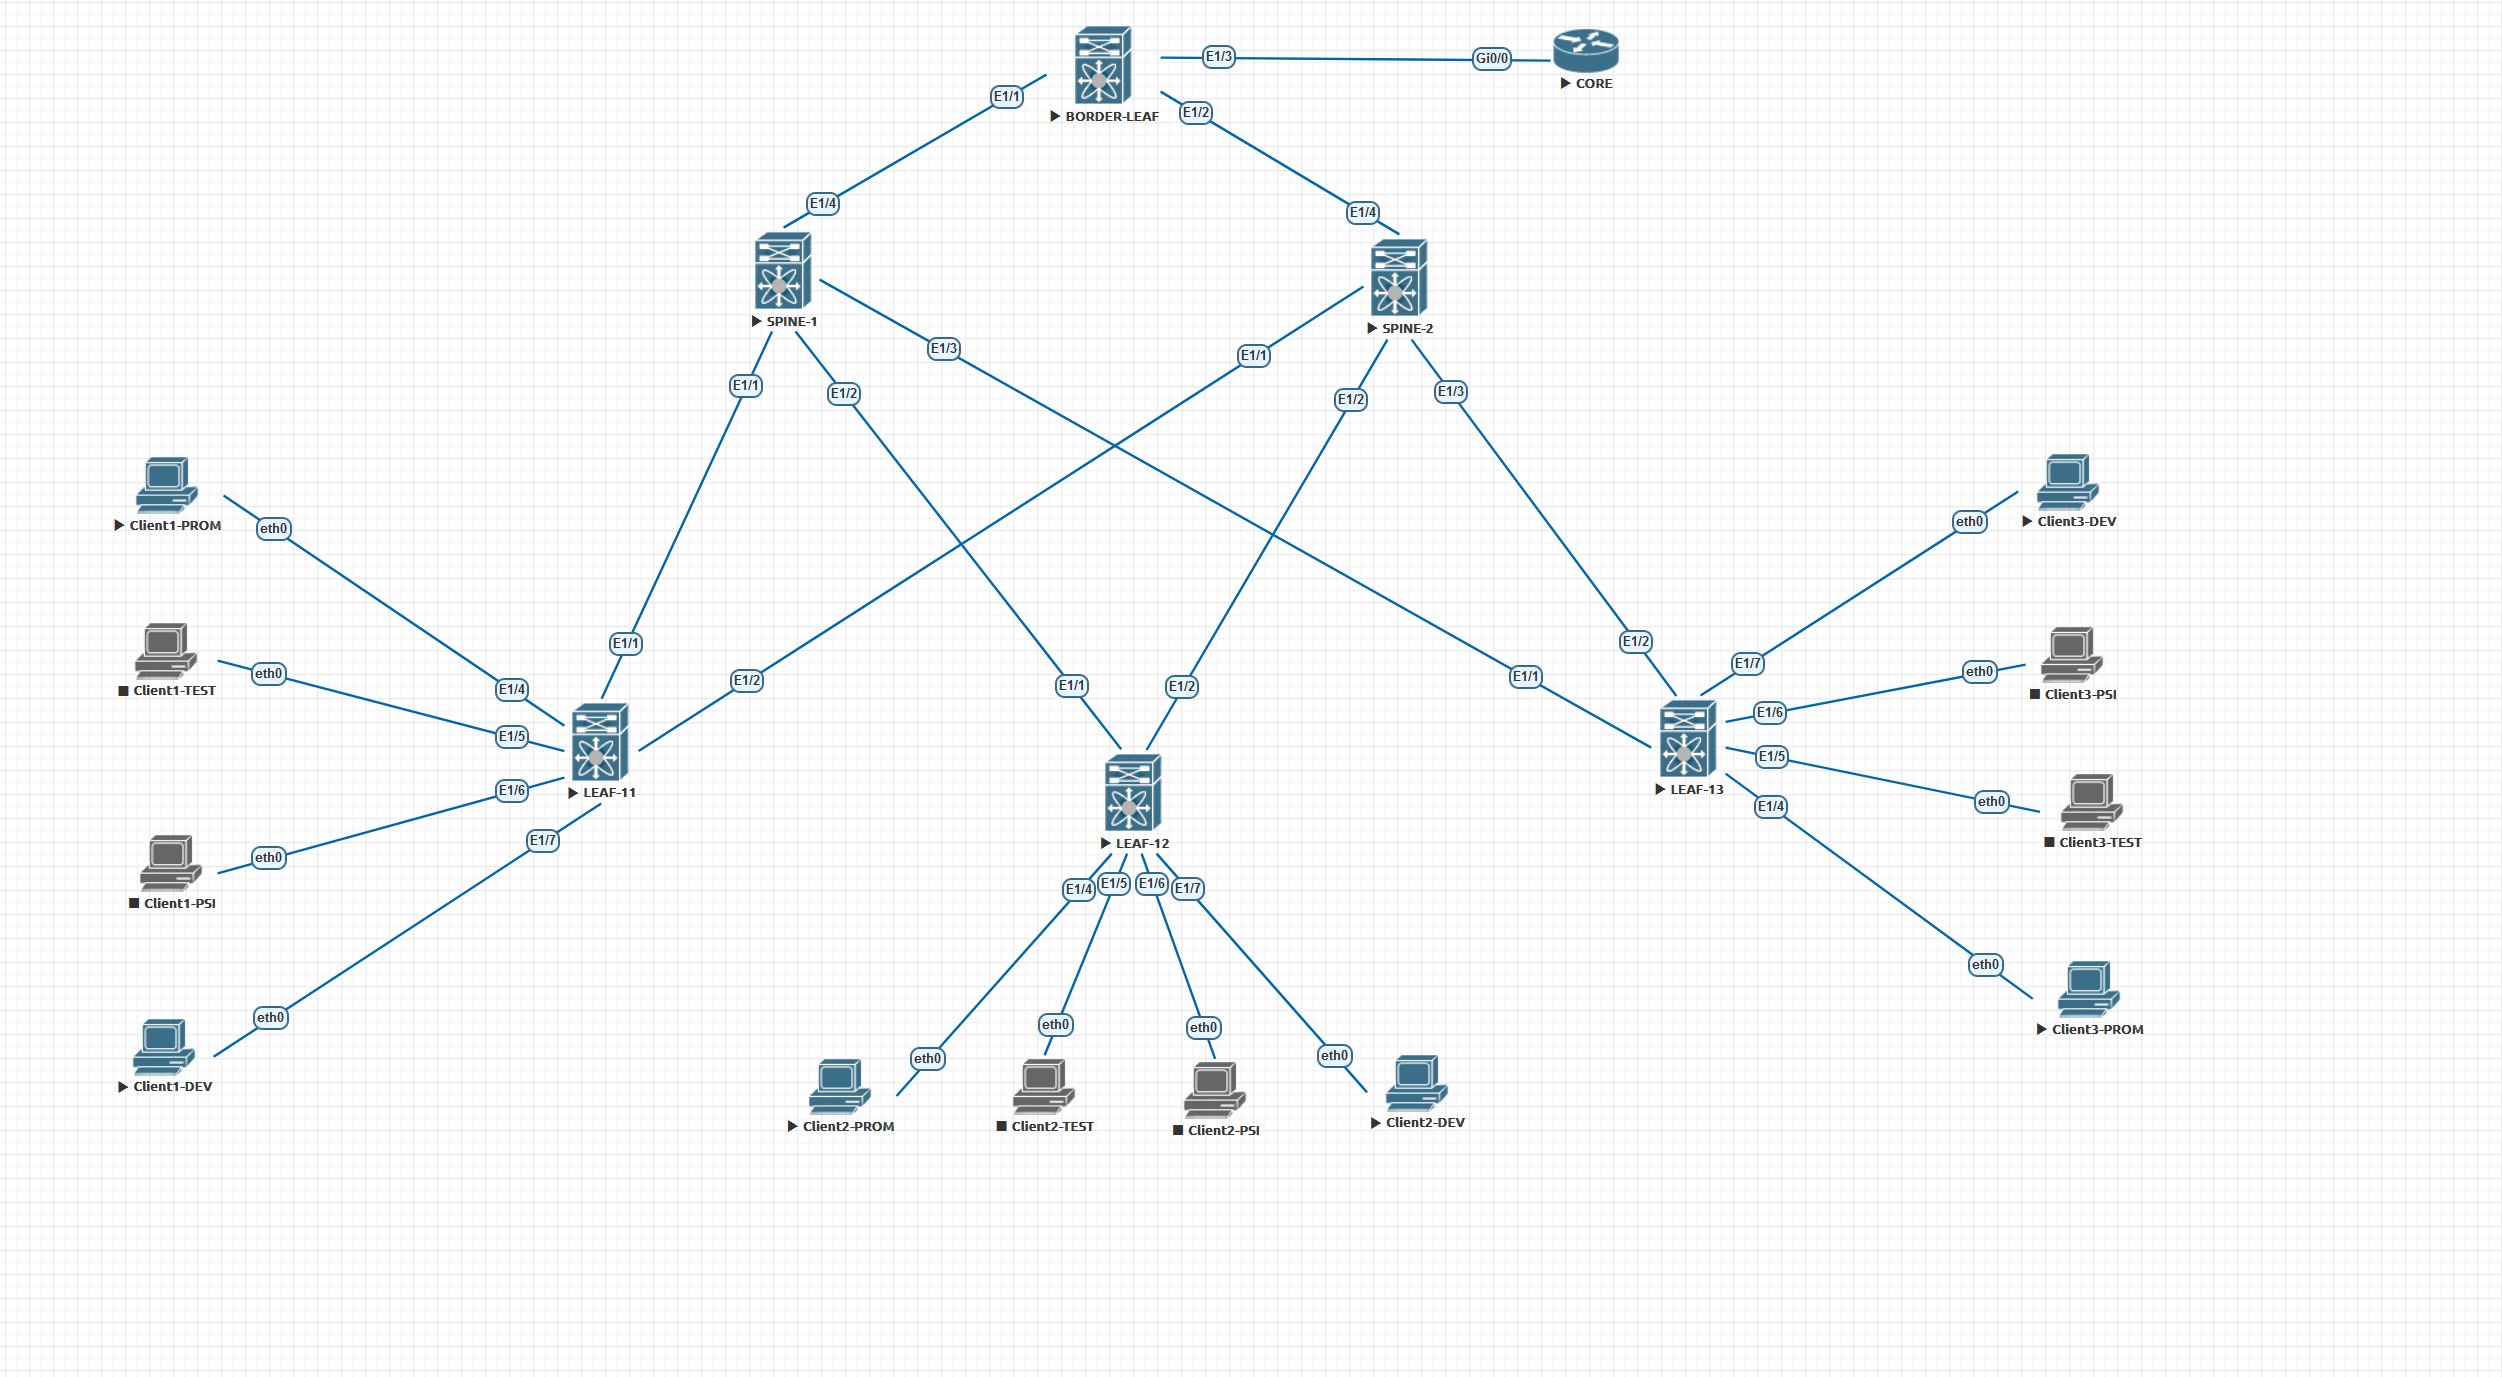 E1/3
Gi0/0
CORE
E1/1
BORDER-LEAF
E1/2
E1/4
E1/4
SPINE-1
SPINE-2
E1/3
E1/1
E1/1
E1/2
E1/2
E1/3
Client1-PROM
eth0
eth0
Client3-DEV
E1/1
E1/2
E1/7
Client1-TEST
eth0
E1/4
E1/2
E1/1
E1/2
E1/1
eth0
Client3-PSI
E1/6
E1/5
E1/5
LEAF-11
LEAF-13
E1/6
E1/4
eth0
Client3-TEST
E1/7
LEAF-12
eth0
Client1-PSI
E1/4
E1/5
E1/6
E1/7
eth0
Client3-PROM
eth0
Client1-DEV
eth0
eth0
eth0
eth0
Client2-PROM
Client2-TEST
Client2-PSI
Client2-DEV